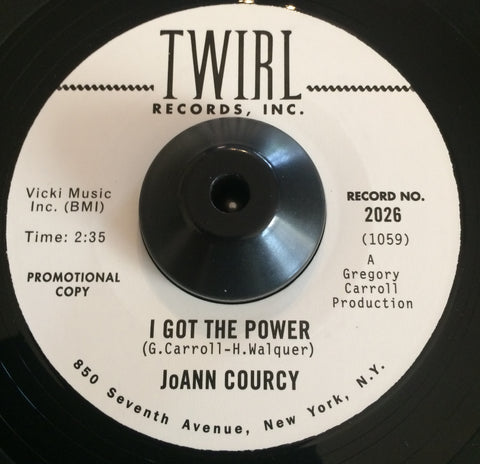 TWIRL
RECORDS, INC.
Vicki Music
Inc. (BMI)
Time: 2:35
PROMOTIONAL
COPY
RECORD NO.
2026
(1059)
A
Gregory
Carroll
Production
I GOT THE POWER
(G.Carroll-H.Walquer)
JoANN COURCY
850 Seventh Avenue, New York, N.Y.